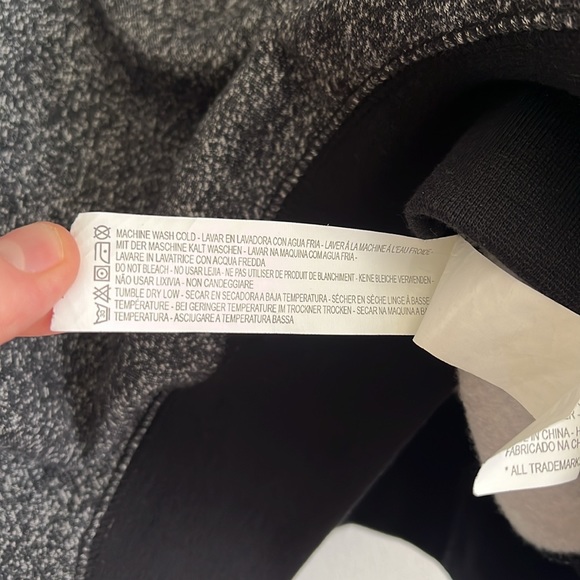 MACHINE WASH COLD - LAVAR EN LAVADORA CON AGUA FRIA - LAVER À LA MACHINE À L'EAU FROIDE -
MIT DER MASCHINE KALT WASCHEN - LAVAR NA MAQUINA COM AGUA FRIA -
LAVARE IN LAVATRICE CON ACQUA FREDDA
DO NOT BLEACH - NO USAR LEJIA - NE PAS UTILISER DE PRODUIT DE BLANCHIMENT - KEINE BLEICHE VERWENDEN -
NÃO USAR LIXIVIA - NON CANDEGGIARE
TUMBLE DRY LOW - SECAR EN SECADORA A BAJA TEMPERATURA - SÉCHER EN SÈCHE LINGE À BASSE
TEMPÉRATURE - BEI GERINGER TEMPERATUR IM TROCKNER TROCKEN - SECAR NA MAQUINA A
TEMPERATURA - ASCIUGARE A TEMPERATURA BASSA
IN CHINA -
FABRICADO NA
* ALL